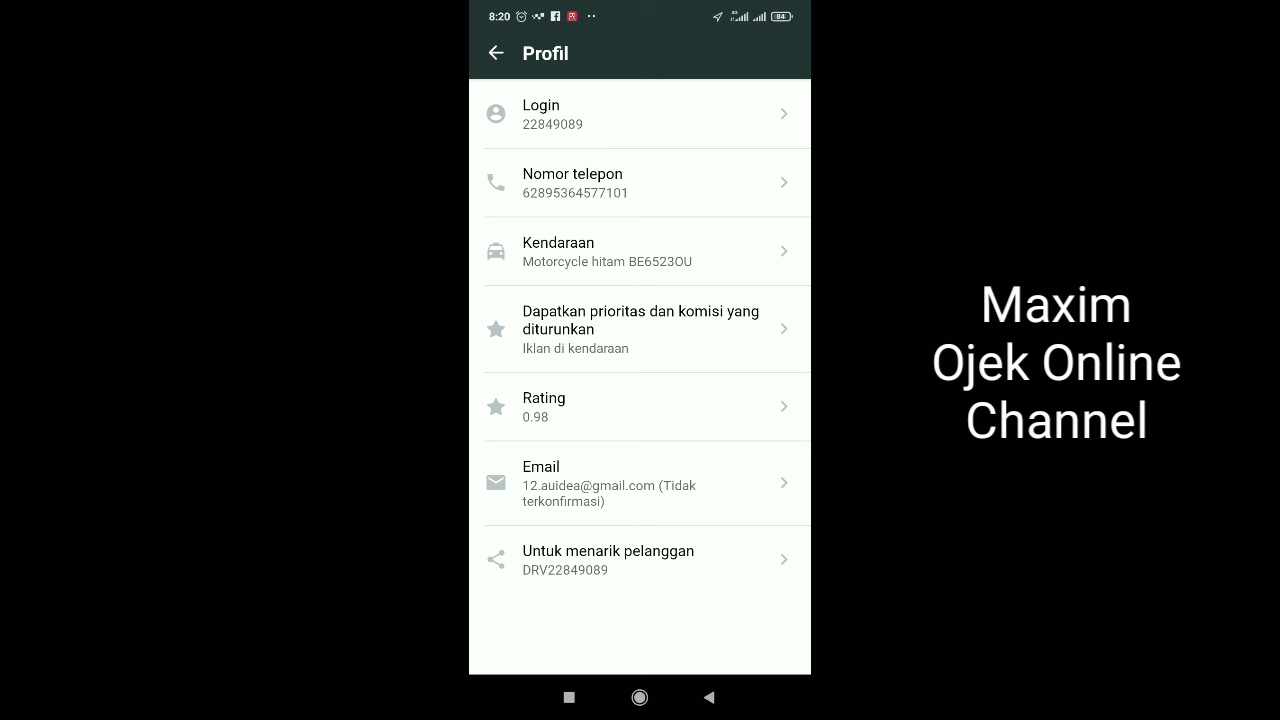 8:20
84
Profil
Login
22849089
Nomor telepon
62895364577101
Kendaraan
Motorcycle hitam BE6523OU
Dapatkan prioritas dan komisi yang
diturunkan
Iklan di kendaraan
Rating
0.98
Email
12.auidea@gmail.com (Tidak
terkonfirmasi)
Untuk menarik pelanggan
DRV22849089
Maxim
Ojek Online
Channel